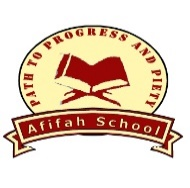 PATH TO PROGRESS AND PIETY
Afifah School